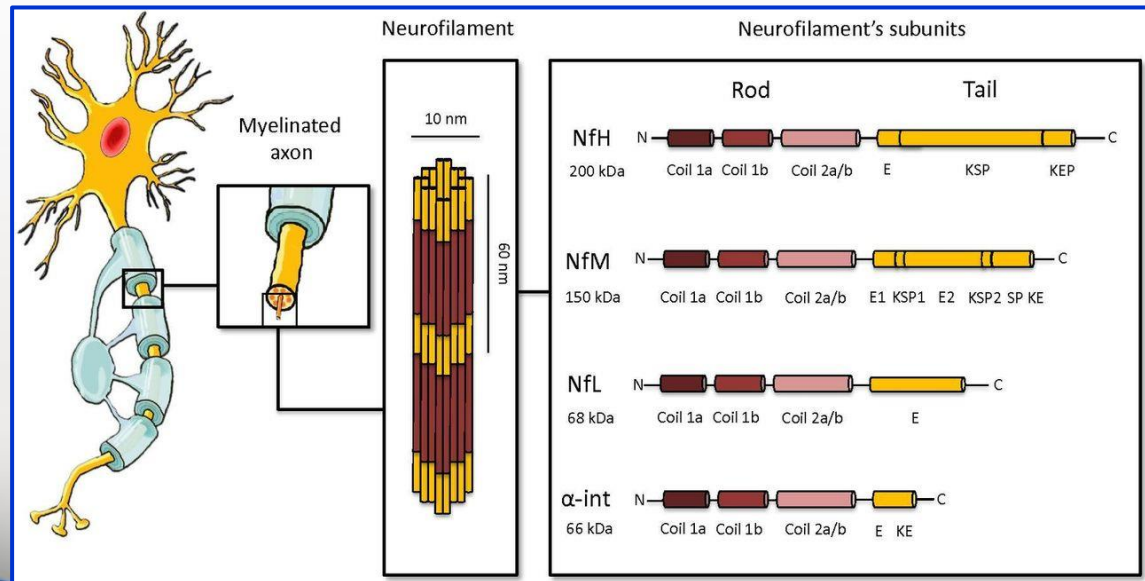 Neurofilament
Neurofilament's subunits
Myelinated
axon
10 nm
60 nm
Rod
Tail
NfH
N
C
200 kDa
Coil 1a
Coil 1b
Coil 2a/b
E
KSP
KEP
NfM
N
C
150 kDa
Coil 1a
Coil 1b
Coil 2a/b
E1
KSP1
E2
KSP2
SP
KE
NfL
N
C
68 kDa
Coil 1a
Coil 1b
Coil 2a/b
E
α-int
N
C
66 kDa
Coil 1a
Coil 1b
Coil 2a/b
E
KE